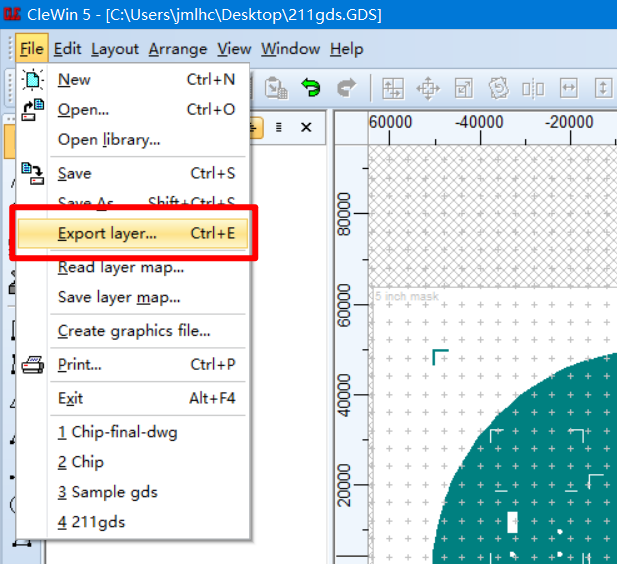 CleWin 5 - [C:\Users\jmlhc\Desktop\211gds.GDS]
File Edit Layout Arrange View Window Help
New Ctrl+N
Open... Ctrl+O
Open library...
Save Ctrl+S
Save As Shift+Ctrl+S
Export layer... Ctrl+E
Read layer map...
Save layer map...
Create graphics file...
Print... Ctrl+P
Exit Alt+F4
1 Chip-final-dwg
2 Chip
3 Sample gds
4 211gds
60000 -40000 -20000
80000
60000
40000
20000
5 inch mask